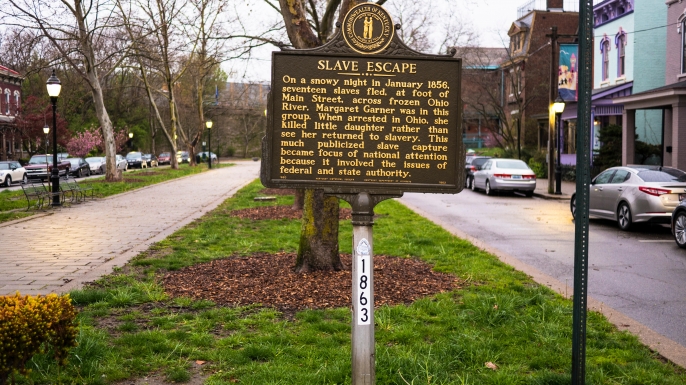 COMMONWEALTH OF KENTUCKY
SLAVE ESCAPE
On a snowy night in January 1856,
seventeen slaves fled, at foot of
Main Street, across frozen Ohio
River. Margaret Garner was in this
group. When arrested in Ohio, she
killed little daughter rather than
see her returned to slavery. This
much publicized slave capture
became focus of national attention
because it involved the issues of
federal and state authority.
1863